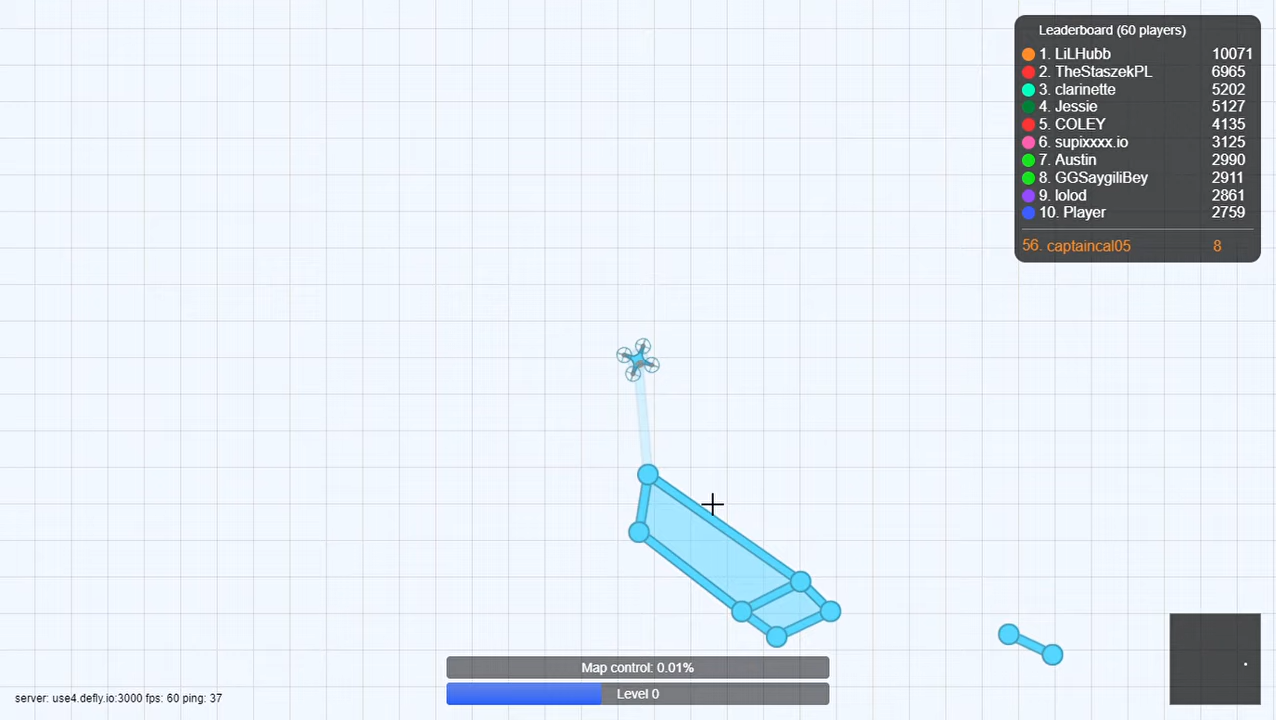 Leaderboard (60 players)
1. LiLHubb 10071
2. TheStaszekPL 6965
3. clarinette 5202
4. Jessie 5127
5. COLEY 4135
6. supixxxx.io 3125
7. Austin 2990
8. GGSaygiliBey 2911
9. lolod 2861
10. Player 2759
56. captaincal05 8
Map control: 0.01%
Level 0
server: use4.defly.io:3000 fps: 60 ping: 37